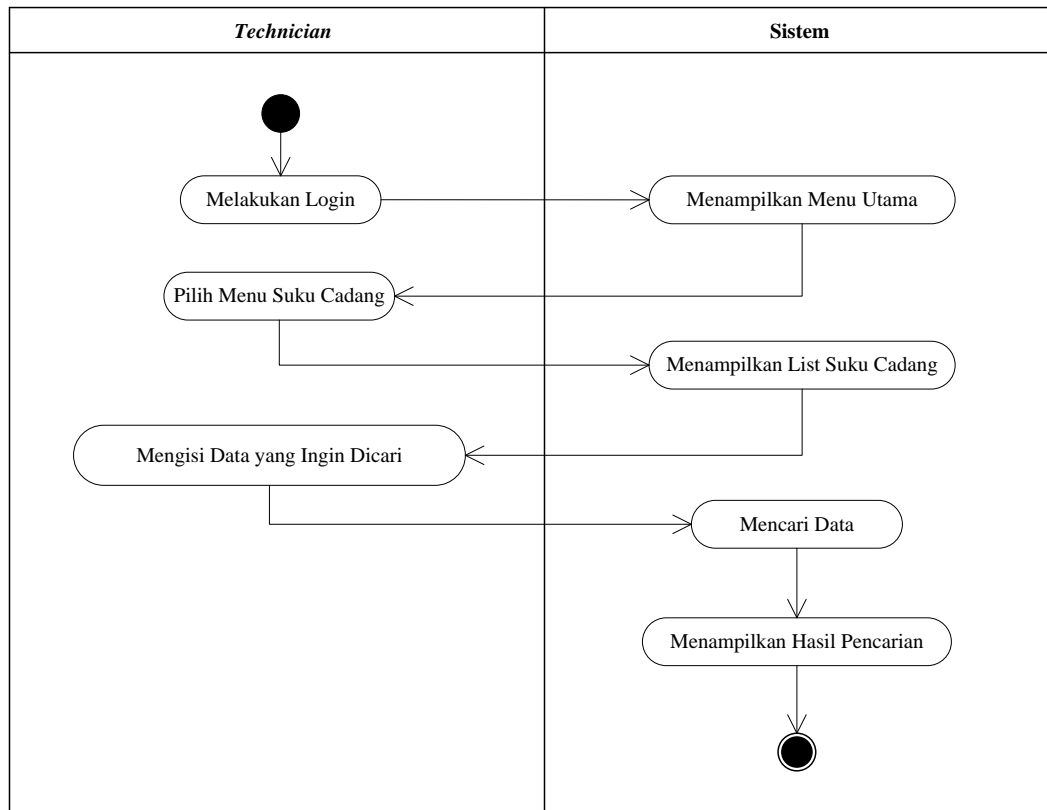 Technician
Sistem
Melakukan Login
Menampilkan Menu Utama
Pilih Menu Suku Cadang
Menampilkan List Suku Cadang
Mengisi Data yang Ingin Dicari
Mencari Data
Menampilkan Hasil Pencarian